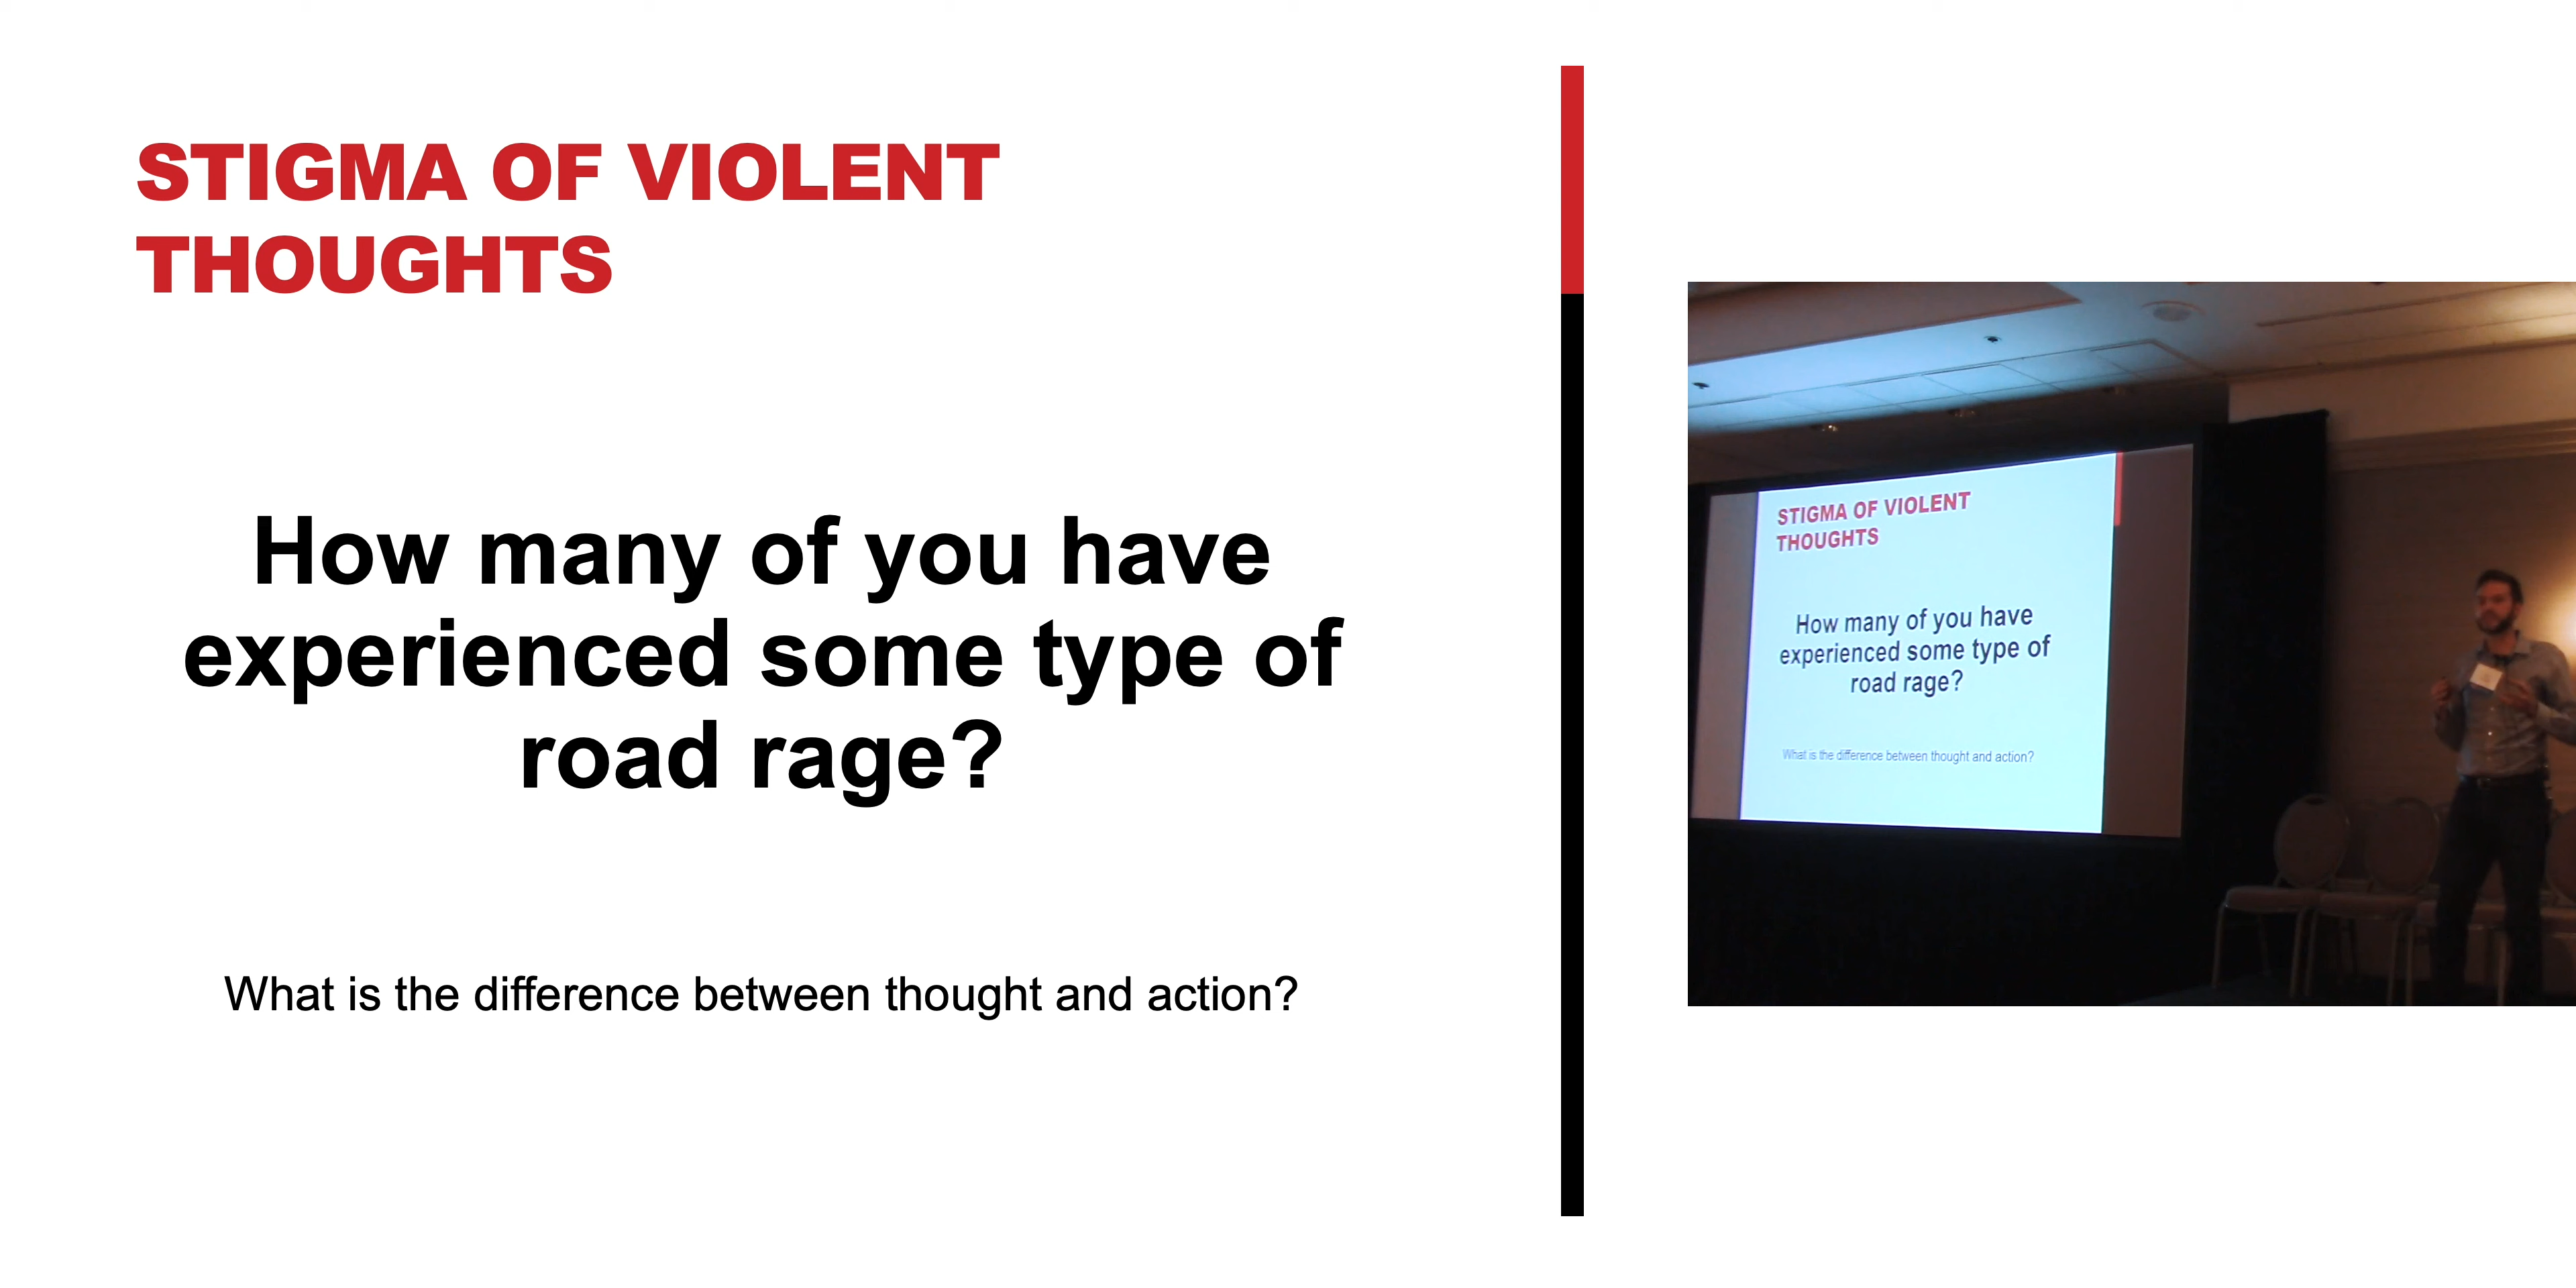 STIGMA OF VIOLENT
THOUGHTS
How many of you have
experienced some type of
road rage?
What is the difference between thought and action?
STIGMA OF VIOLENT
THOUGHTS
How many of you have
experienced some type of
road rage?
What is the difference between thought and action?